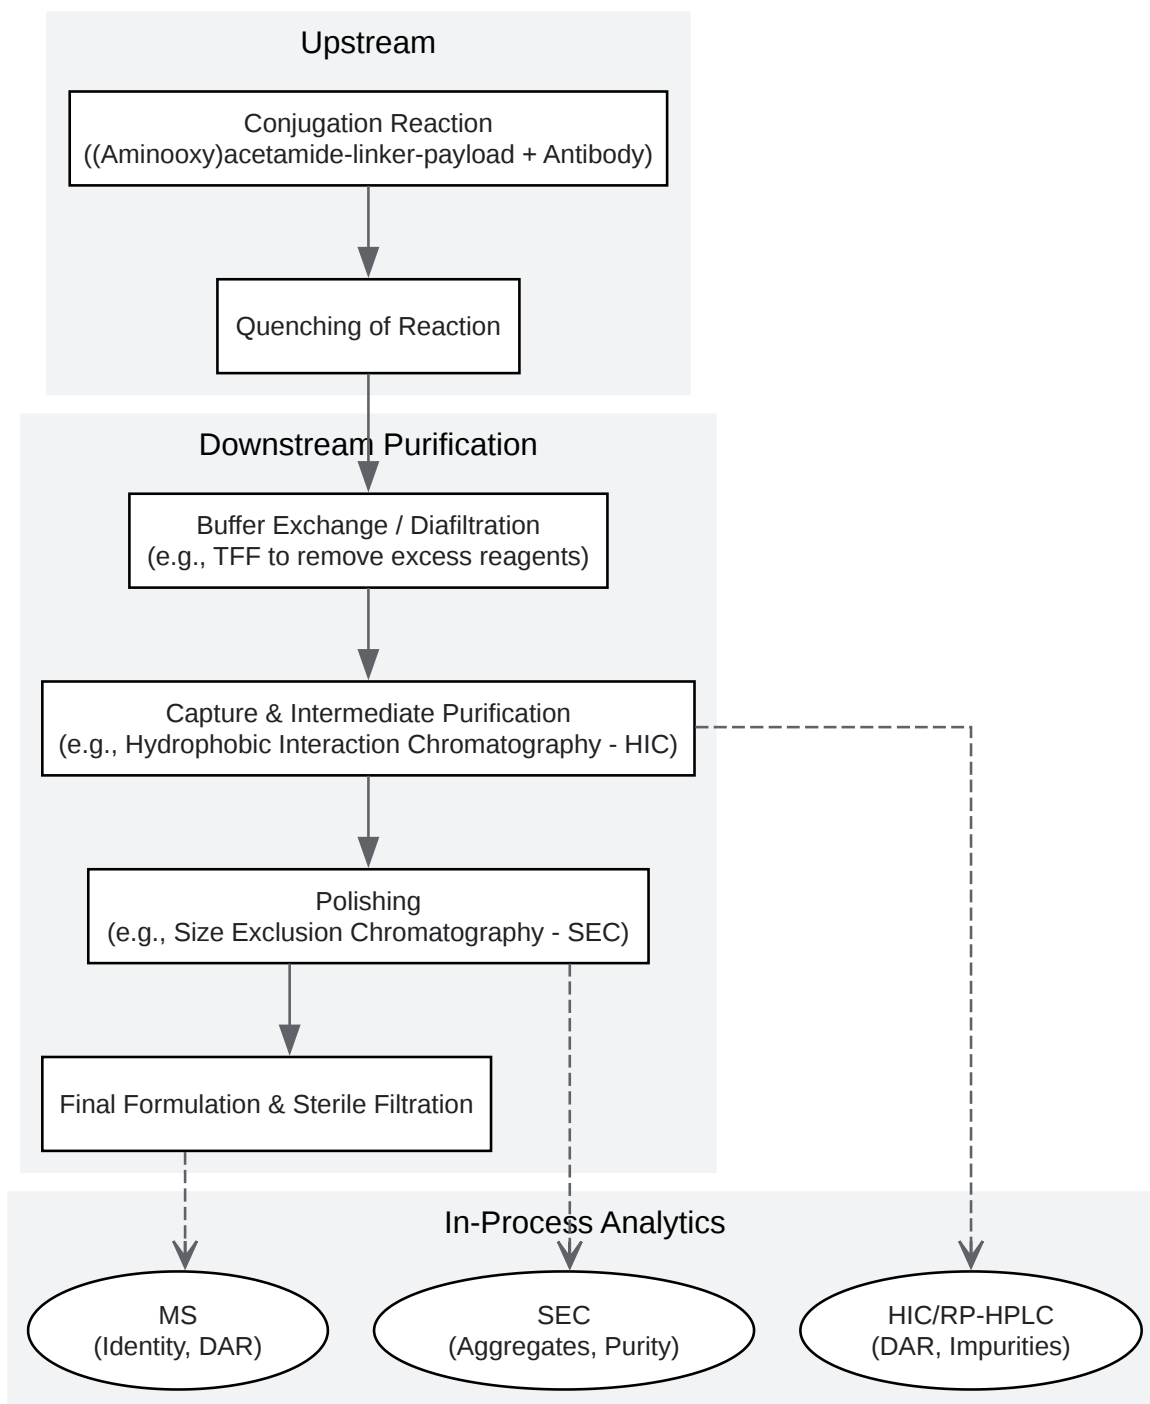 Upstream
Conjugation Reaction
((Aminooxy)acetamide-linker-payload + Antibody)
Quenching of Reaction
Downstream Purification
Buffer Exchange / Diafiltration
(e.g., TFF to remove excess reagents)
Capture & Intermediate Purification
(e.g., Hydrophobic Interaction Chromatography - HIC)
Polishing
(e.g., Size Exclusion Chromatography - SEC)
Final Formulation & Sterile Filtration
In-Process Analytics
MS
(Identity, DAR)
SEC
(Aggregates, Purity)
HIC/RP-HPLC
(DAR, Impurities)